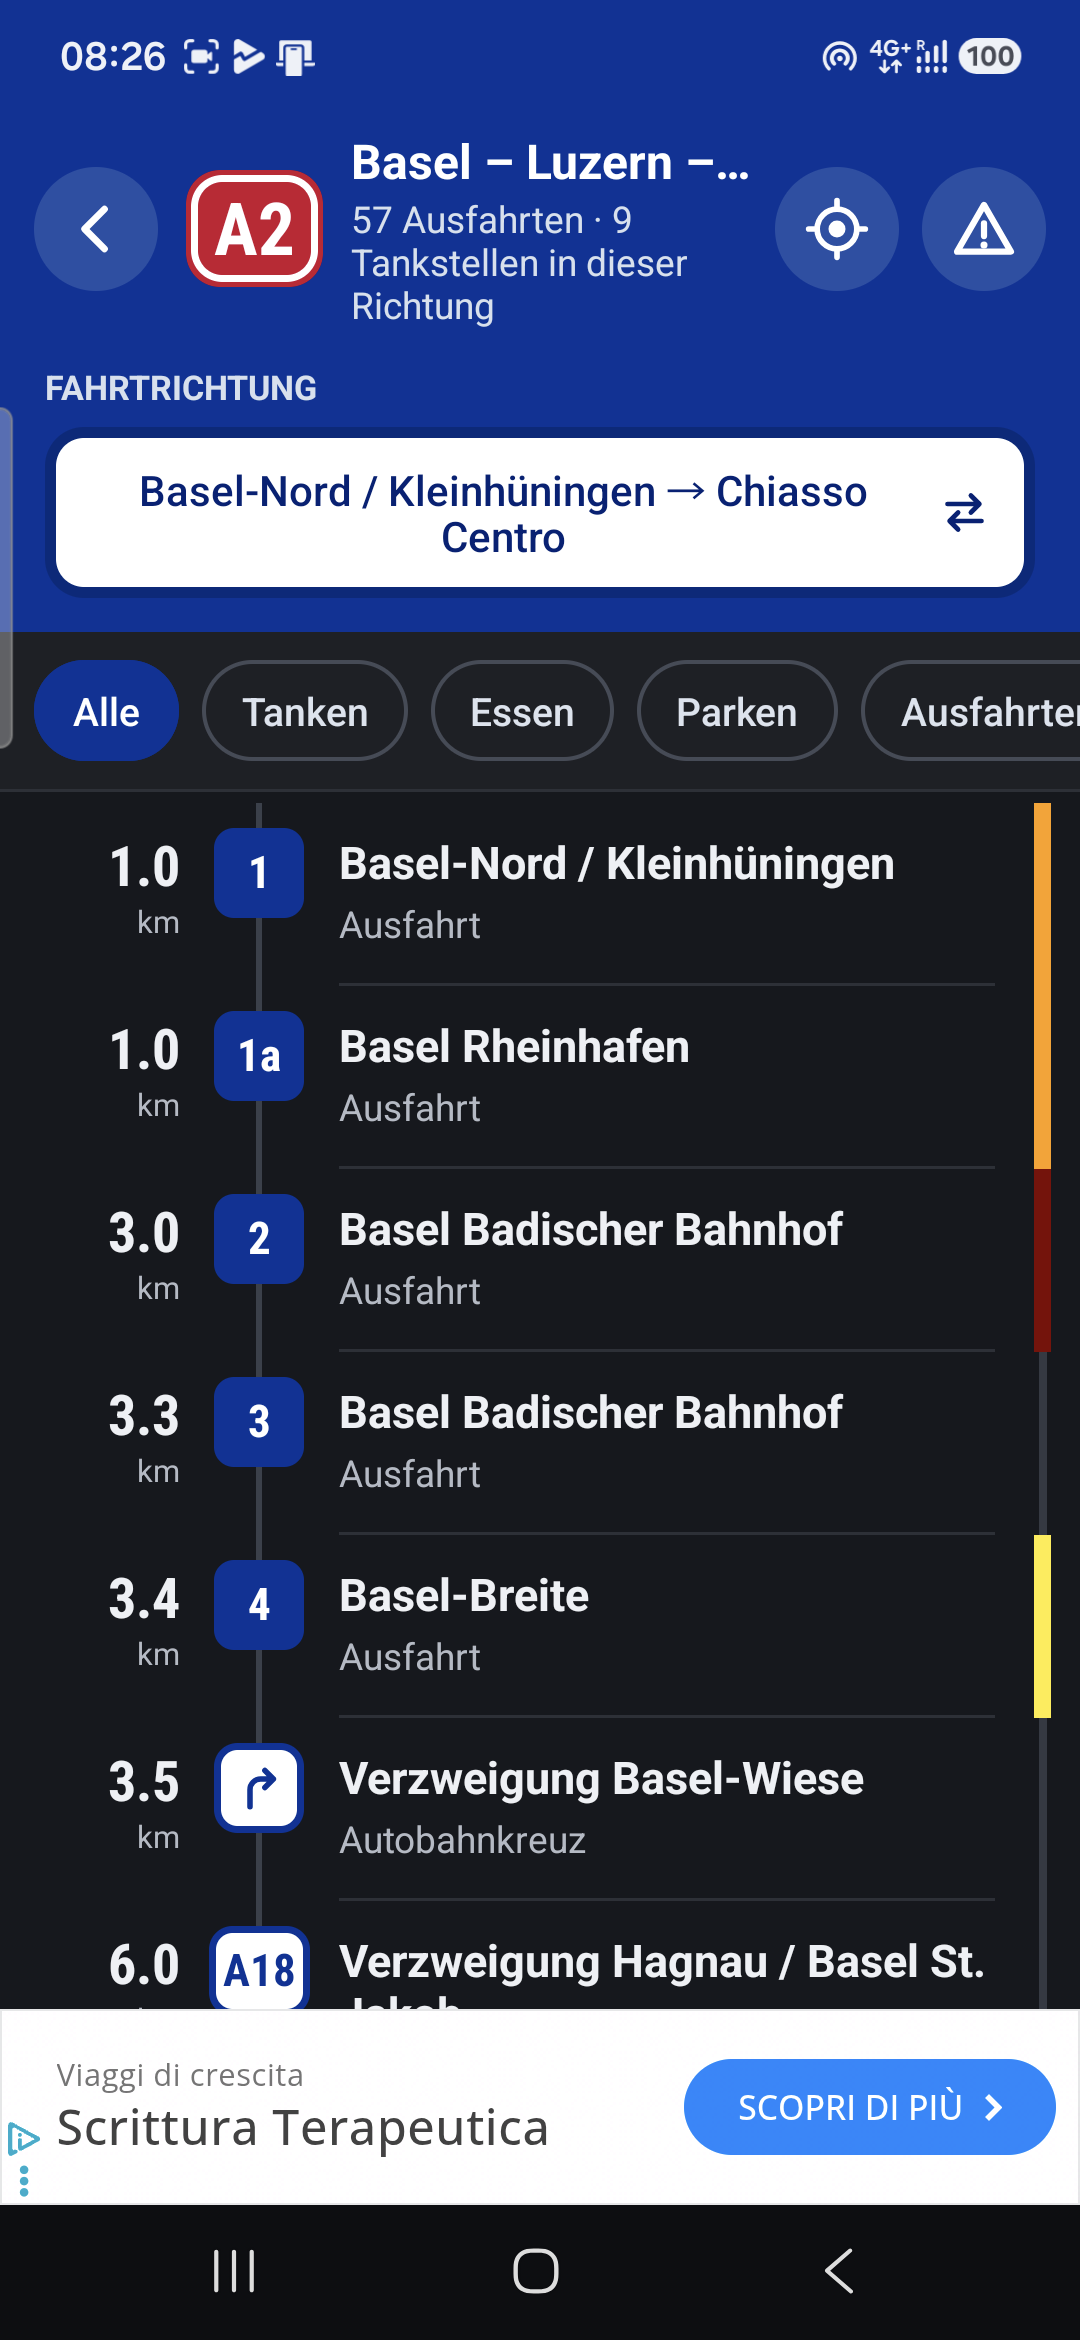 08:26
4G+ R
100
A2
Basel – Luzern –...
57 Ausfahrten · 9
Tankstellen in dieser
Richtung
FAHRTRICHTUNG
Basel-Nord / Kleinhüningen → Chiasso
Centro
Alle
Tanken
Essen
Parken
Ausfahrten
1.0
km
1
Basel-Nord / Kleinhüningen
Ausfahrt
1.0
km
1a
Basel Rheinhafen
Ausfahrt
3.0
km
2
Basel Badischer Bahnhof
Ausfahrt
3.3
km
3
Basel Badischer Bahnhof
Ausfahrt
3.4
km
4
Basel-Breite
Ausfahrt
3.5
km
Verzweigung Basel-Wiese
Autobahnkreuz
6.0
A18
Verzweigung Hagnau / Basel St.
Jakob
Viaggi di crescita
Scrittura Terapeutica
SCOPRI DI PIÙ